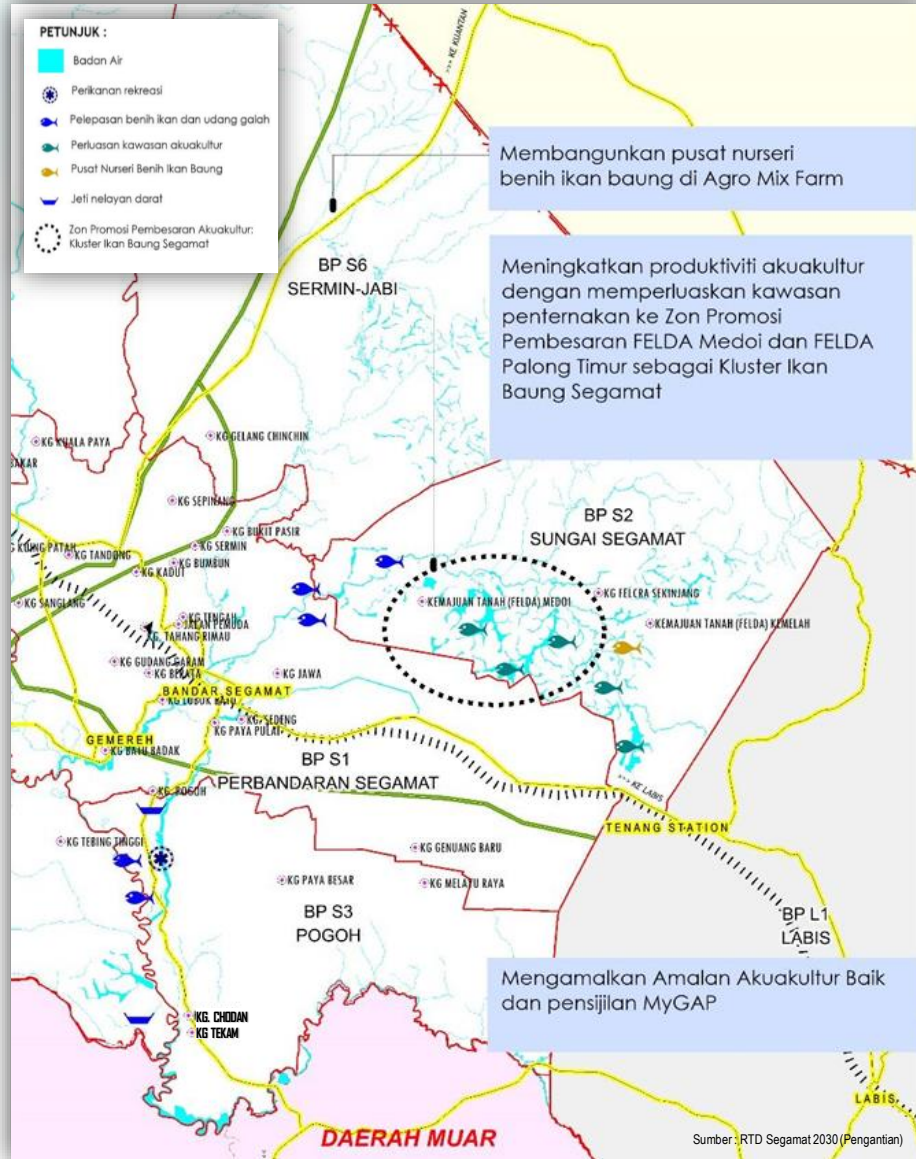 PETUNJUK :
Badan Air
Perikanan rekreasi
Pelepasan benih ikan dan udang galah
Perluasan kawasan akuakultur
Pusat Nurseri Benih Ikan Baung
Jeti nelayan darat
Zon Promosi Pembesaran Akuakultur:
Kluster Ikan Baung Segamat
>>> KE KUANTAN
Membangunkan pusat nurseri
benih ikan baung di Agro Mix Farm
Meningkatkan produktiviti akuakultur
dengan memperluaskan kawasan
penternakan ke Zon Promosi
Pembesaran FELDA Medoi dan FELDA
Palong Timur sebagai Kluster Ikan
Baung Segamat
BP S6
SERMIN-JABI
KG KUALA PAYA
KG GELANG CHINCHIN
KG SEPINANG
KG BUKIT PASIR
KG SERMIN
KG TANDONG
KG BUMBUN
KG KADUT
KG SANGLANG
BP S2
SUNGAI SEGAMAT
KEMAJUAN TANAH (FELDA) MEDOI
KG FELCRA SEKINJANG
KEMAJUAN TANAH (FELDA) KEMELAH
KG TENGAH
JALAN PEMUDA
KG. TAHANG RIMAU
KG GUDANG GARAM
KG BERATA
KG JAWA
BANDAR SEGAMAT
KG LUBUK BATU
KG. SEDENG
KG PAYA PULAI
GEMEREH
KG BATU BADAK
BP S1
PERBANDARAN SEGAMAT
>>> KE LABIS
KG. POGOH
TENANG STATION
KG TEBING TINGGI
KG GENUANG BARU
KG PAYA BESAR
KG MELAYU RAYA
BP S3
POGOH
BP L1
LABIS
Mengamalkan Amalan Akuakultur Baik
dan pensijilan MyGAP
KG. CHODAN
KG TEKAM
LABIS
DAERAH MUAR
Sumber : RTD Segamat 2030 (Pengantian)